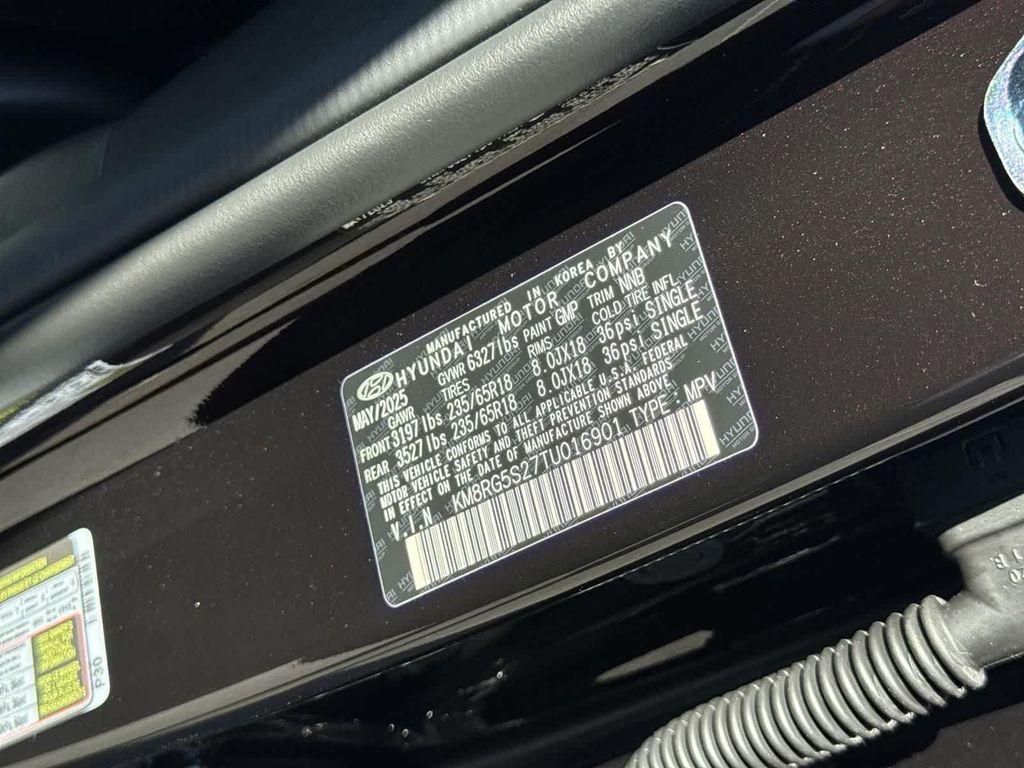 MANUFACTURED IN KOREA BY
HYUNDAI MOTOR COMPANY
MAY/2025 GVWR 6327lbs PAINT GMP TRIM NNB
GAWR TIRES RIMS COLD TIRE INFL.
FRONT 3197lbs 235/65R18 8.0JX18 36psi SINGLE
REAR 3527lbs 235/65R18 8.0JX18 36psi SINGLE
THIS VEHICLE CONFORMS TO ALL APPLICABLE U.S.A. FEDERAL
MOTOR VEHICLE SAFETY AND THEFT PREVENTION STANDARDS
IN EFFECT ON THE DATE OF MANUFACTURE SHOWN ABOVE.
V.I.N KM8RG5S27TU016901 TYPE : MPV